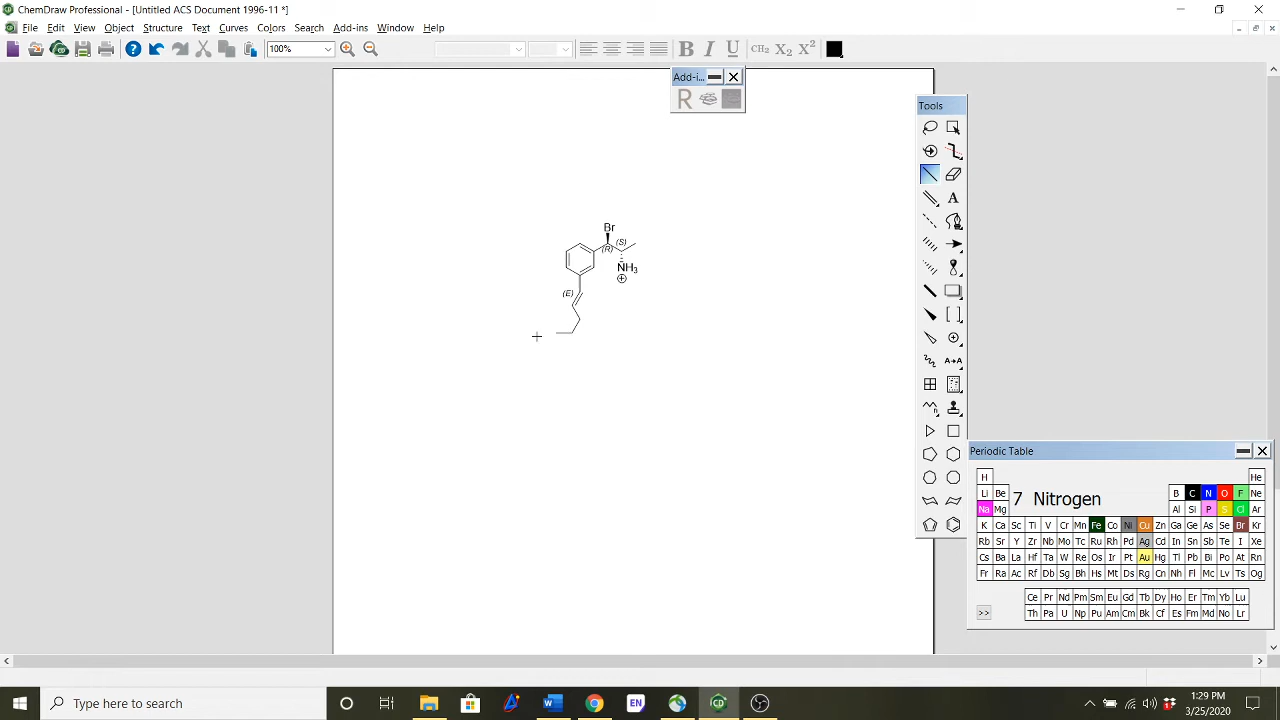 ChemDraw Professional - [Untitled ACS Document 1996-11 *]
File Edit View Object Structure Text Curves Colors Search Add-ins Window Help
100% B I U CH2 X2 X2
Add-i...
R
Tools
A
A→A
n
Br
(S)
(R)
NH3
+
(E)
Periodic Table
7 Nitrogen
H He
Li Be B C N O F Ne
Na Mg Al Si P S Cl Ar
K Ca Sc Ti V Cr Mn Fe Co Ni Cu Zn Ga Ge As Se Br Kr
Rb Sr Y Zr Nb Mo Tc Ru Rh Pd Ag Cd In Sn Sb Te I Xe
Cs Ba La Hf Ta W Re Os Ir Pt Au Hg Tl Pb Bi Po At Rn
Fr Ra Ac Rf Db Sg Bh Hs Mt Ds Rg Cn Nh Fl Mc Lv Ts Og
Ce Pr Nd Pm Sm Eu Gd Tb Dy Ho Er Tm Yb Lu
>> Th Pa U Np Pu Am Cm Bk Cf Es Fm Md No Lr
Type here to search
EN
CD
1:29 PM
3/25/2020